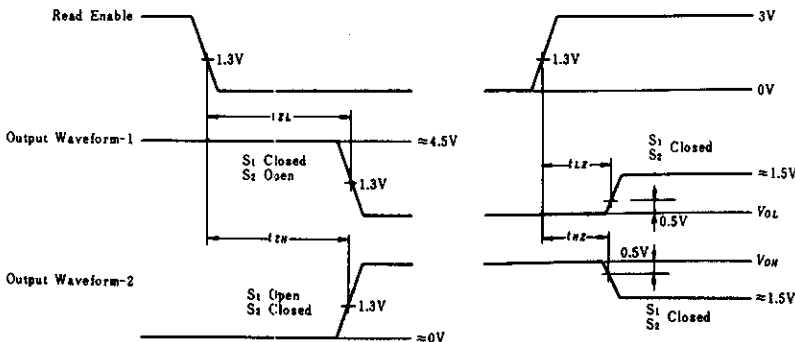 Read Enable
3V
1.3V
1.3V
0V
tZL
Output Waveform-1
≈4.5V
S1 Closed
S2 Open
1.3V
tLZ
S1
S2 Closed
≈1.5V
VOL
0.5V
tZH
tHZ
0.5V
VOH
Output Waveform-2
S1 Open
S2 Closed
1.3V
≈1.5V
S1
S2 Closed
≈0V